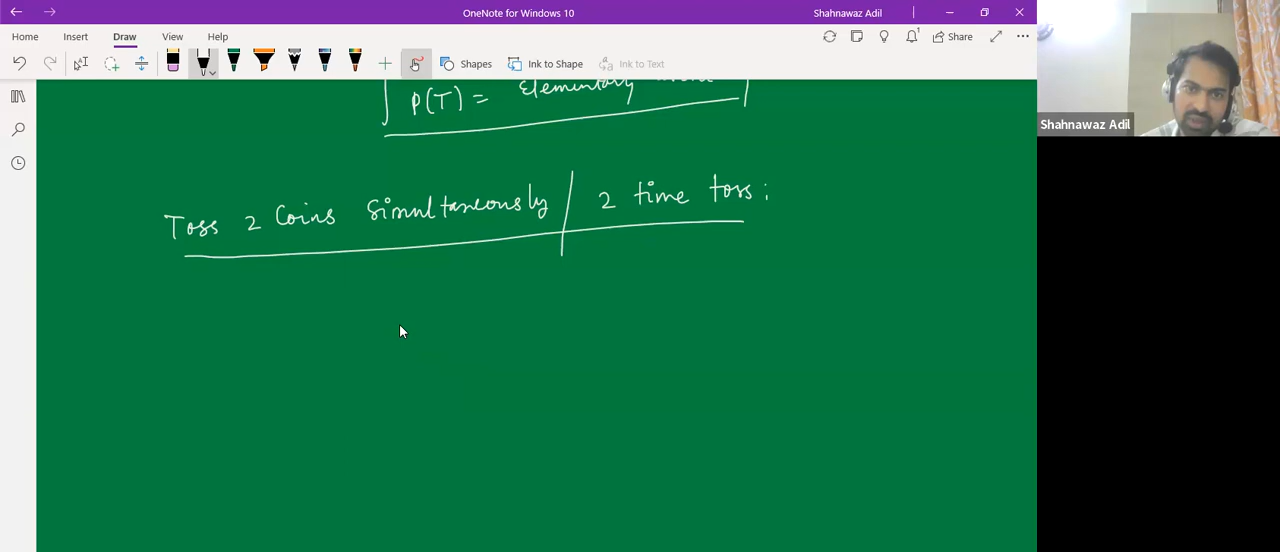 OneNote for Windows 10
Shahnawaz Adil
Home Insert Draw View Help
Share
Shapes Ink to Shape Ink to Text
P(T) = Elementary
Shahnawaz Adil
Toss 2 Coins Simultaneously / 2 time toss :